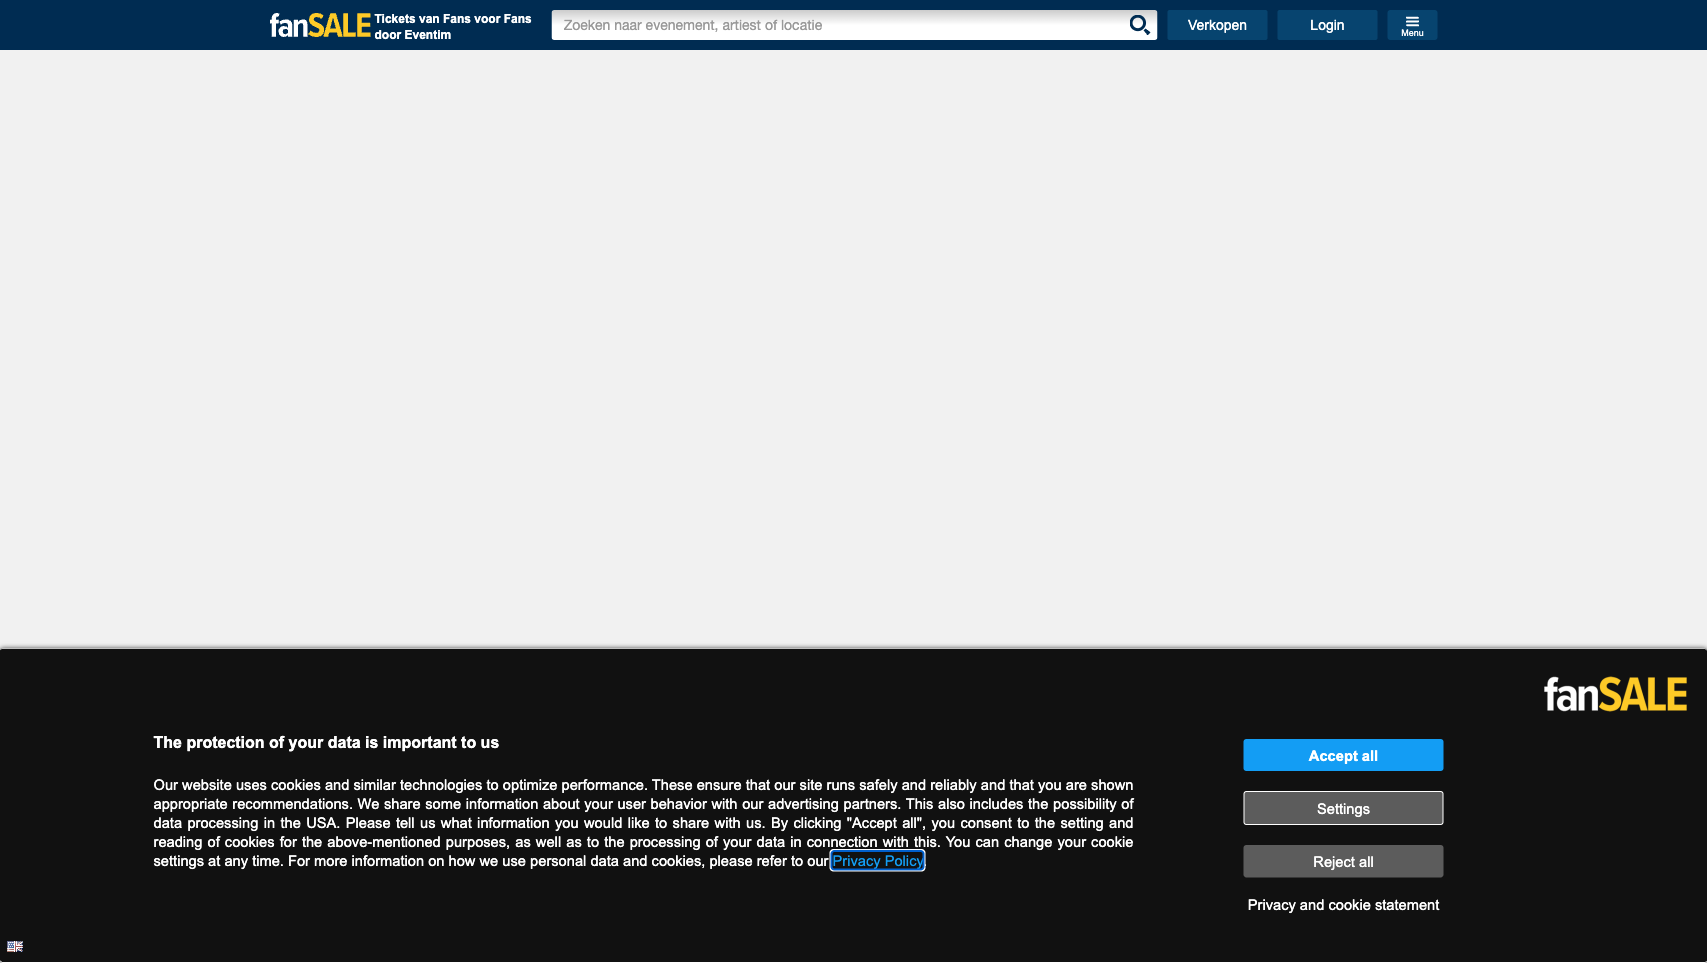 fanSALE Tickets van Fans voor Fans
door Eventim
Zoeken naar evenement, artiest of locatie
Verkopen
Login
Menu
fanSALE
The protection of your data is important to us
Our website uses cookies and similar technologies to optimize performance. These ensure that our site runs safely and reliably and that you are shown
appropriate recommendations. We share some information about your user behavior with our advertising partners. This also includes the possibility of
data processing in the USA. Please tell us what information you would like to share with us. By clicking "Accept all", you consent to the setting and
reading of cookies for the above-mentioned purposes, as well as to the processing of your data in connection with this. You can change your cookie
settings at any time. For more information on how we use personal data and cookies, please refer to our Privacy Policy.
Accept all
Settings
Reject all
Privacy and cookie statement